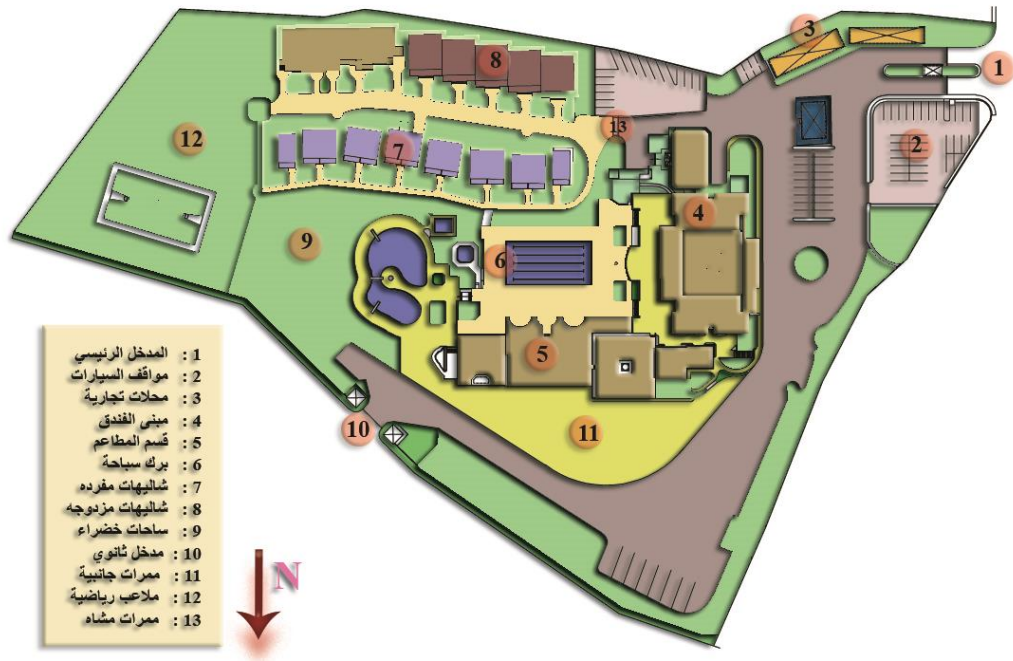 3
1
8
13
2
12
7
4
9
6
5
10
11
1 : المدخل الرئيسي
2 : مواقف السيارات
3 : محلات تجارية
4 : مبنى الفندق
5 : قسم المطاعم
6 : برك سباحة
7 : شاليهات مفرده
8 : شاليهات مزدوجه
9 : ساحات خضراء
10 : مدخل ثانوي
11 : ممرات جانبية
12 : ملاعب رياضية
13 : ممرات مشاه
N